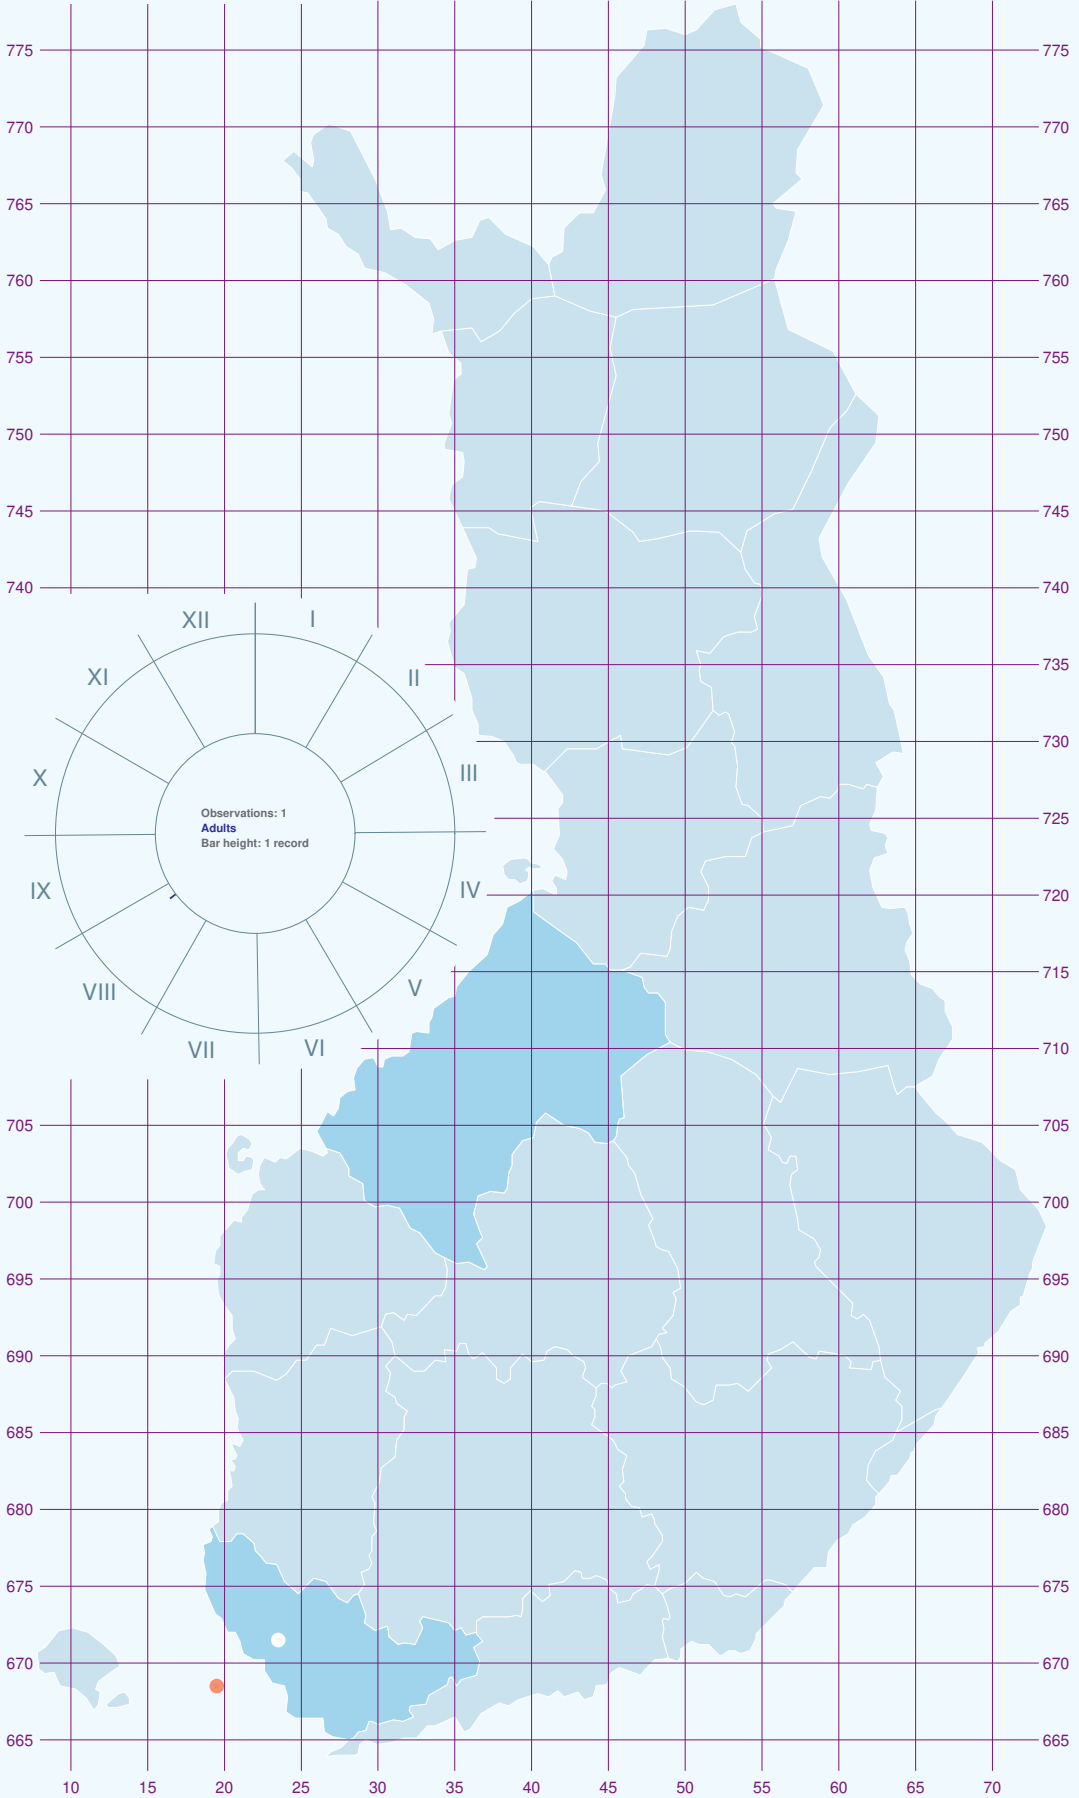 775 775
770 770
765 765
760 760
755 755
750 750
745 745
740 740
XII I
XI II
735
730
X III
Observations: 1
Adults
Bar height: 1 record
725
IX IV
720
VIII V
715
VII VI
710
705 705
700 700
695 695
690 690
685 685
680 680
675 675
670 670
665 665
10 15 20 25 30 35 40 45 50 55 60 65 70